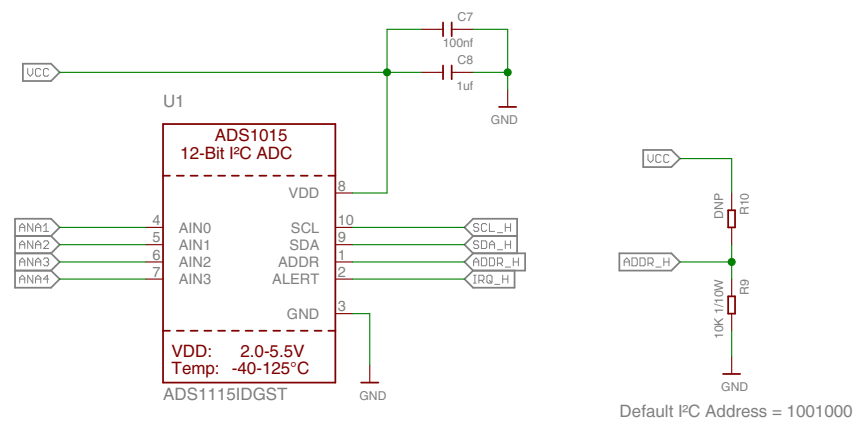 C7
100nf
C8
1uf
GND
VCC
U1
ADS1015
12-Bit I²C ADC
VDD 8
ANA1 4 AIN0 SCL 10 SCL_H
ANA2 5 AIN1 SDA 9 SDA_H
ANA3 6 AIN2 ADDR 1 ADDR_H
ANA4 7 AIN3 ALERT 2 IRQ_H
GND 3
VDD: 2.0-5.5V
Temp: -40-125°C
ADS1115IDGST
GND
VCC
DNP
R10
ADDR_H
10K 1/10W
R9
GND
Default I²C Address = 1001000